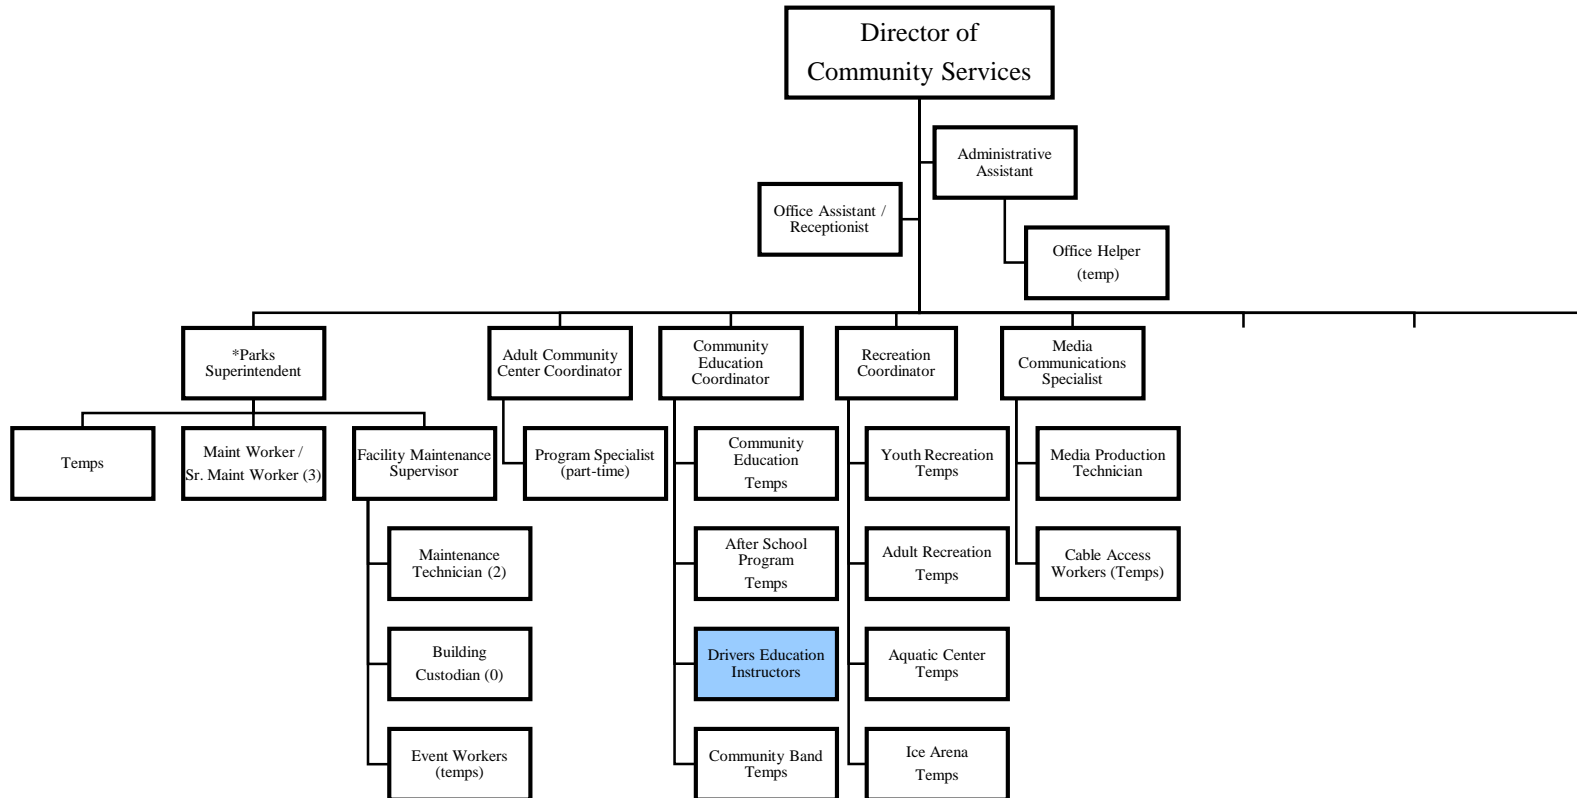 Director of
Community Services
Administrative
Assistant
Office Assistant /
Receptionist
Office Helper
(temp)
*Parks
Superintendent
Adult Community
Center Coordinator
Community
Education
Coordinator
Recreation
Coordinator
Media
Communications
Specialist
Temps
Maint Worker /
Sr. Maint Worker (3)
Facility Maintenance
Supervisor
Program Specialist
(part-time)
Community
Education
Temps
Youth Recreation
Temps
Media Production
Technician
Maintenance
Technician (2)
After School
Program
Temps
Adult Recreation
Temps
Cable Access
Workers (Temps)
Building
Custodian (0)
Drivers Education
Instructors
Aquatic Center
Temps
Event Workers
(temps)
Community Band
Temps
Ice Arena
Temps